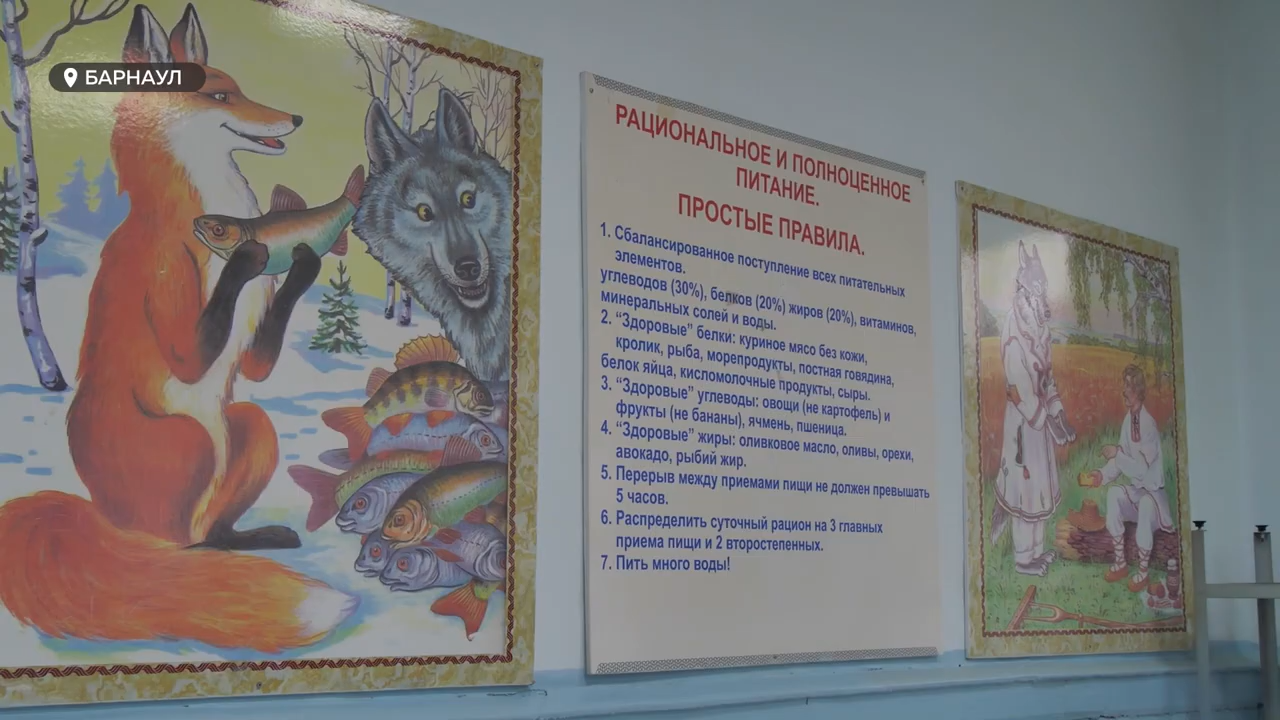 БАРНАУЛ
РАЦИОНАЛЬНОЕ И ПОЛНОЦЕННОЕ
ПИТАНИЕ.
ПРОСТЫЕ ПРАВИЛА.
1. Сбалансированное поступление всех питательных
элементов.
углеводов (30%), белков (20%) жиров (20%), витаминов,
минеральных солей и воды.
2. “Здоровые” белки: куриное мясо без кожи,
кролик, рыба, морепродукты, постная говядина,
белок яйца, кисломолочные продукты, сыры.
3. “Здоровые” углеводы: овощи (не картофель) и
фрукты (не бананы), ячмень, пшеница.
4. “Здоровые” жиры: оливковое масло, оливы, орехи,
авокадо, рыбий жир.
5. Перерыв между приемами пищи не должен превышать
5 часов.
6. Распределить суточный рацион на 3 главных
приема пищи и 2 второстепенных.
7. Пить много воды!